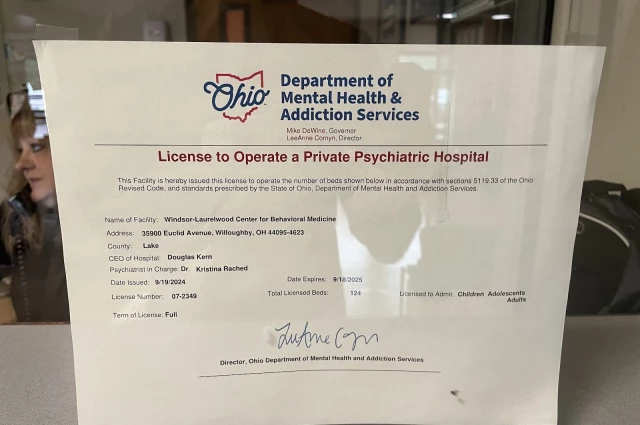 Ohio
Department of
Mental Health &
Addiction Services
Mike DeWine, Governor
LeeAnne Cornyn, Director
License to Operate a Private Psychiatric Hospital
This Facility is hereby issued this license to operate the number of beds shown below in accordance with sections 5119.33 of the Ohio
Revised Code, and standards prescribed by the State of Ohio, Department of Mental Health and Addiction Services.
Name of Facility: Windsor-Laurelwood Center for Behavioral Medicine
Address: 35900 Euclid Avenue, Willoughby, OH 44095-4623
County: Lake
CEO of Hospital: Douglas Kern
Psychiatrist in Charge: Dr. Kristina Rached
Date Issued: 9/19/2024 Date Expires: 9/18/2025
License Number: 07-2349 Total Licensed Beds: 124 Licensed to Admit: Children Adolescents
Adults
Term of License: Full
Director, Ohio Department of Mental Health and Addiction Services